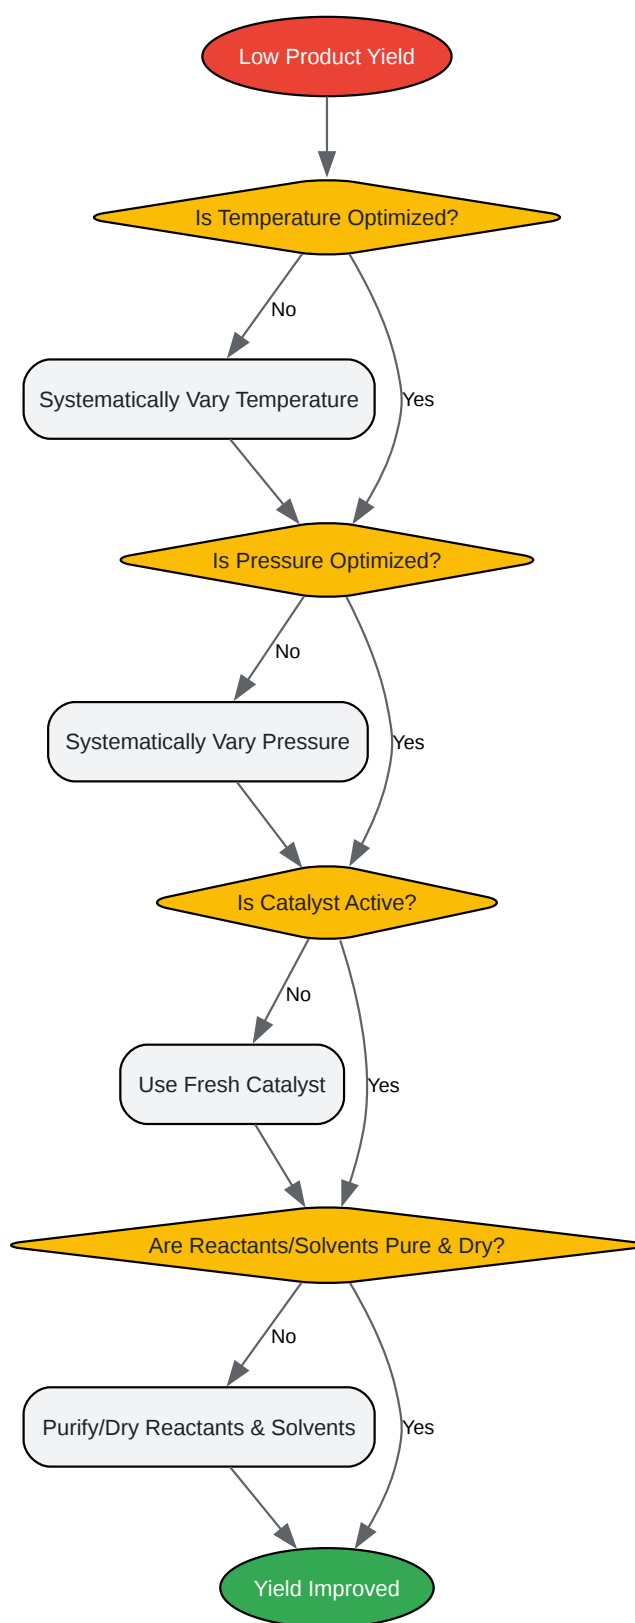 Low Product Yield
Is Temperature Optimized?
No
Systematically Vary Temperature
Yes
Is Pressure Optimized?
No
Systematically Vary Pressure
Yes
Is Catalyst Active?
No
Use Fresh Catalyst
Yes
Are Reactants/Solvents Pure & Dry?
No
Purify/Dry Reactants & Solvents
Yes
Yield Improved